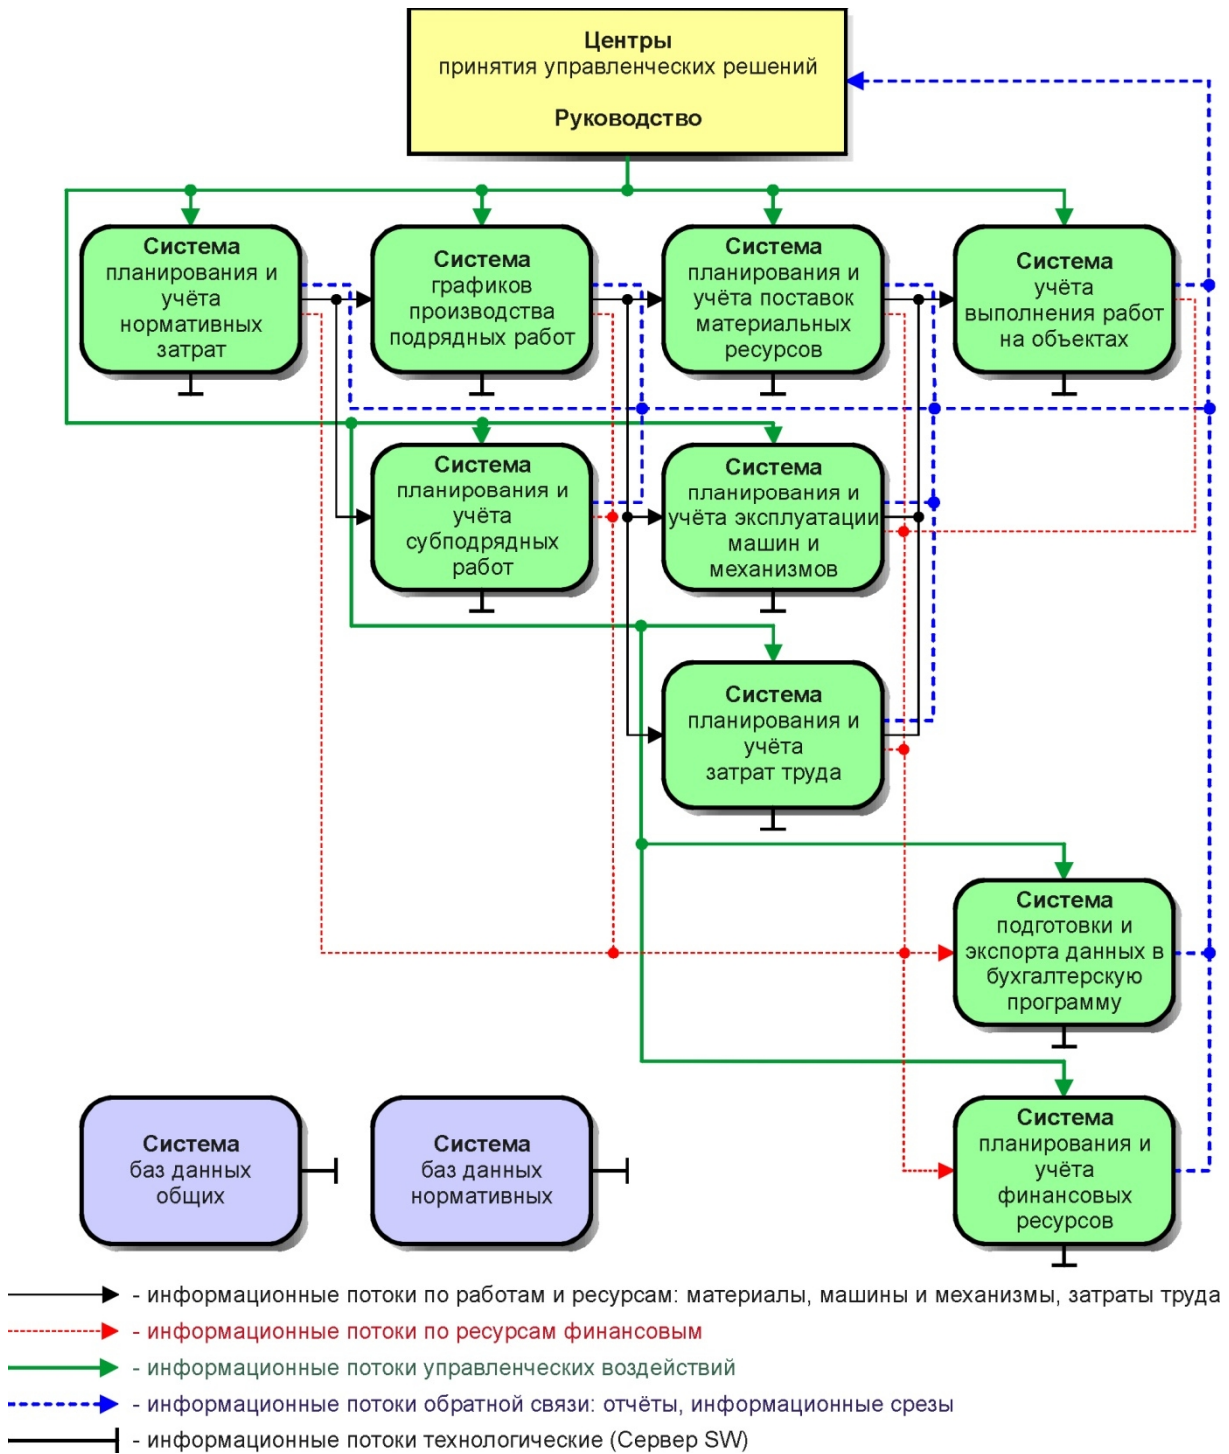 Центры
принятия управленческих решений
Руководство
Система
планирования и
учёта
нормативных
затрат
Система
графиков
производства
подрядных работ
Система
планирования и
учёта поставок
материальных
ресурсов
Система
учёта
выполнения работ
на объектах
Система
планирования и
учёта
субподрядных
работ
Система
планирования и
учёта эксплуатации
машин и
механизмов
Система
планирования и
учёта
затрат труда
Система
подготовки и
экспорта данных в
бухгалтерскую
программу
Система
баз данных
общих
Система
баз данных
нормативных
Система
планирования и
учёта
финансовых
ресурсов
- информационные потоки по работам и ресурсам: материалы, машины и механизмы, затраты труда
- информационные потоки по ресурсам финансовым
- информационные потоки управленческих воздействий
- информационные потоки обратной связи: отчёты, информационные срезы
- информационные потоки технологические (Сервер SW)